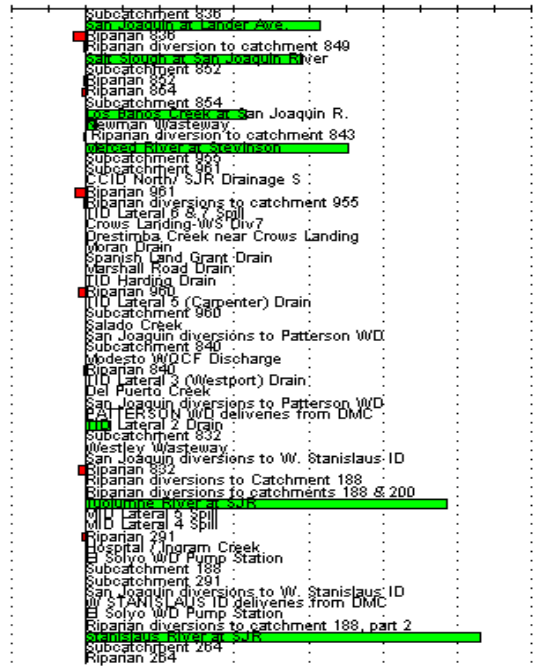 Subcatchment 836
San Joaquin at Lander Ave.
Riparian 836
Riparian diversion to catchment 849
Salt Slough at San Joaquin River
Subcatchment 852
Riparian 852
Riparian 854
Subcatchment 854
Los Banos Creek at San Joaquin R.
Newman Wasteway
Riparian diversion to catchment 843
Merced River at Stevinson
Subcatchment 955
Subcatchment 961
CCID North/ SJR Drainage S
Riparian 961
Riparian diversions to catchment 955
TID Lateral 6 & 7 Spill
Crows Landing-WS Div7
Orestimba Creek near Crows Landing
Moran Drain
Spanish Land Grant Drain
Marshall Road Drain
TID Harding Drain
Riparian 960
TID Lateral 5 (Carpenter) Drain
Subcatchment 960
Salado Creek
San Joaquin diversions to Patterson WD
Subcatchment 840
Modesto WQCF Discharge
Riparian 840
TID Lateral 3 (Westport) Drain
Del Puerto Creek
San Joaquin diversions to Patterson WD
PATTERSON WD deliveries from DMC
TID Lateral 2 Drain
Subcatchment 832
Westley Wasteway
San Joaquin diversions to W. Stanislaus ID
Riparian 832
Riparian diversions to Catchment 188
Riparian diversions to catchments 188 & 200
Tuolumne River at SJR
MID Lateral 5 Spill
MID Lateral 4 Spill
Riparian 291
Hospital / Ingram Creek
El Solyo WD Pump Station
Subcatchment 188
Subcatchment 291
San Joaquin diversions to W. Stanislaus ID
W STANISLAUS ID deliveries from DMC
El Solyo WD Pump Station
Riparian diversions to catchment 188, part 2
Stanislaus River at SJR
Subcatchment 264
Riparian 264